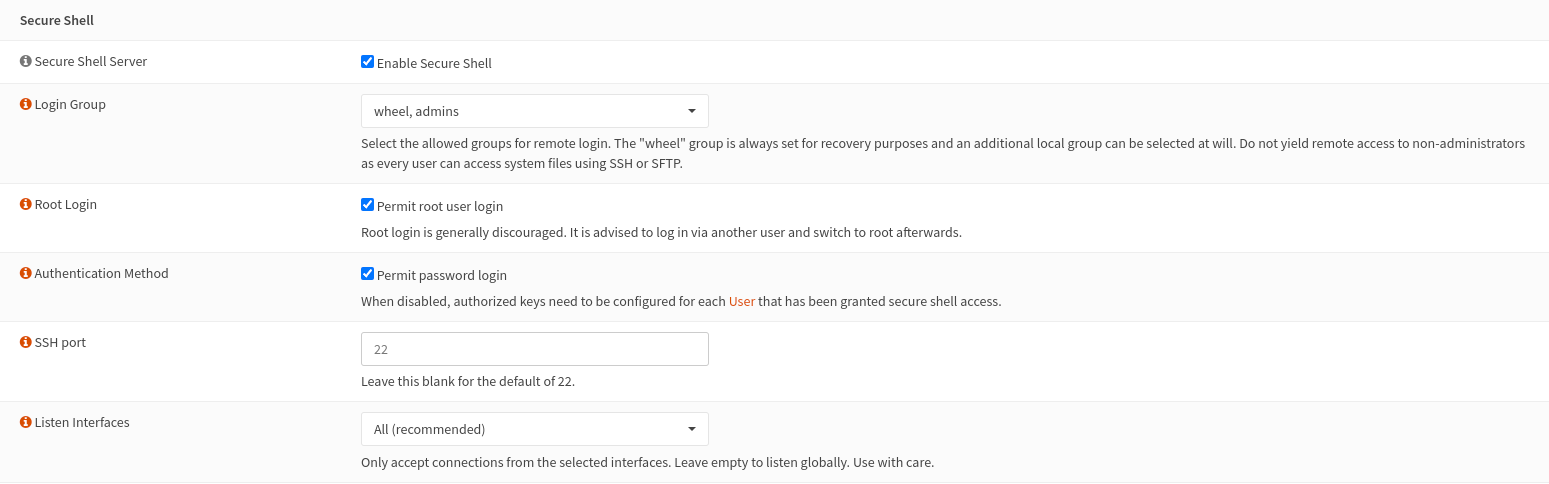 Secure Shell
Secure Shell Server
Enable Secure Shell
Login Group
wheel, admins
Select the allowed groups for remote login. The "wheel" group is always set for recovery purposes and an additional local group can be selected at will. Do not yield remote access to non-administrators
as every user can access system files using SSH or SFTP.
Root Login
Permit root user login
Root login is generally discouraged. It is advised to log in via another user and switch to root afterwards.
Authentication Method
Permit password login
When disabled, authorized keys need to be configured for each User that has been granted secure shell access.
SSH port
22
Leave this blank for the default of 22.
Listen Interfaces
All (recommended)
Only accept connections from the selected interfaces. Leave empty to listen globally. Use with care.